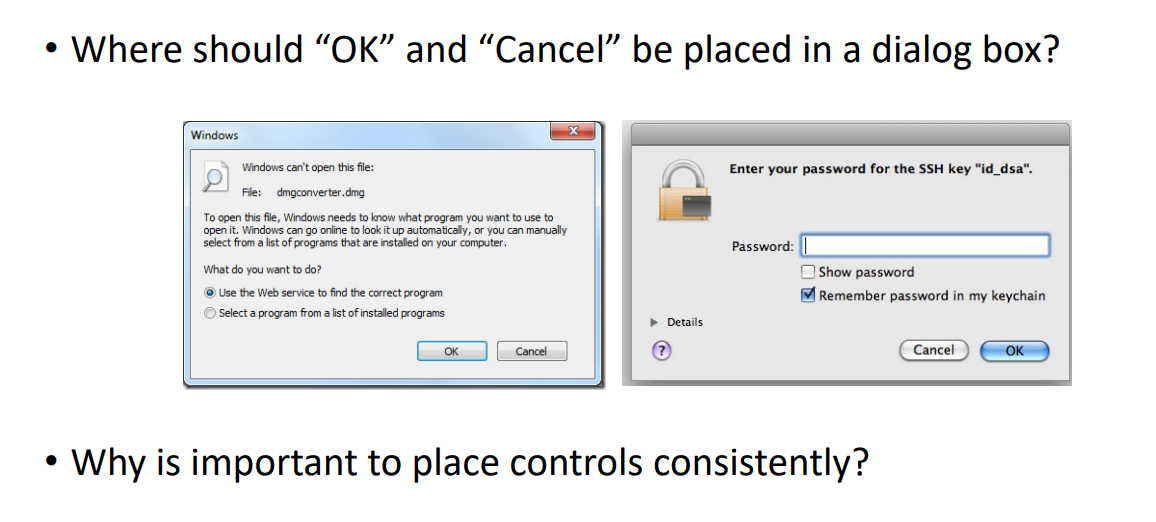 • Where should “OK” and “Cancel” be placed in a dialog box?
Windows
x
Windows can't open this file:
File: dmgconverter.dmg
To open this file, Windows needs to know what program you want to use to
open it. Windows can go online to look it up automatically, or you can manually
select from a list of programs that are installed on your computer.
What do you want to do?
Use the Web service to find the correct program
Select a program from a list of installed programs
OK Cancel
Enter your password for the SSH key "id_dsa".
Password:
Show password
Remember password in my keychain
Details
? Cancel OK
• Why is important to place controls consistently?